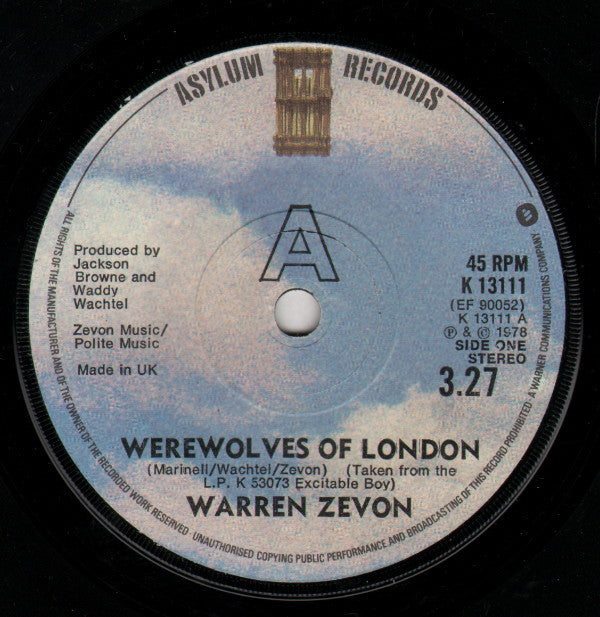 ASYLUM RECORDS
A
Produced by
Jackson
Browne and
Waddy
Wachtel
Zevon Music/
Polite Music
Made in UK
45 RPM
K 13111
(EF 90052)
K 13111 A
℗ & © 1978
SIDE ONE
STEREO
3.27
WEREWOLVES OF LONDON
(Marinell/Wachtel/Zevon) (Taken from the
L.P. K 53073 Excitable Boy)
WARREN ZEVON
ALL RIGHTS OF THE MANUFACTURER AND OF THE OWNER OF THE RECORDED WORK RESERVED UNAUTHORISED COPYING PUBLIC PERFORMANCE AND BROADCASTING OF THIS RECORD PROHIBITED. A WARNER COMMUNICATIONS COMPANY